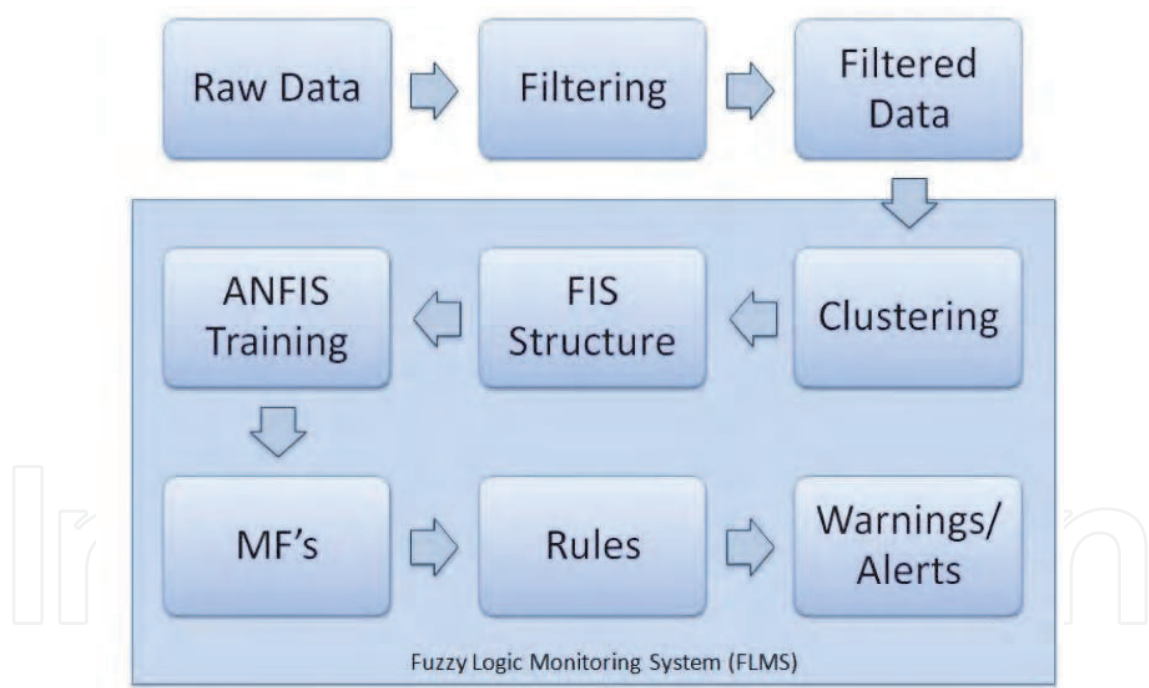 Raw Data
Filtering
Filtered
Data
ANFIS
Training
FIS
Structure
Clustering
MF's
Rules
Warnings/
Alerts
Fuzzy Logic Monitoring System (FLMS)